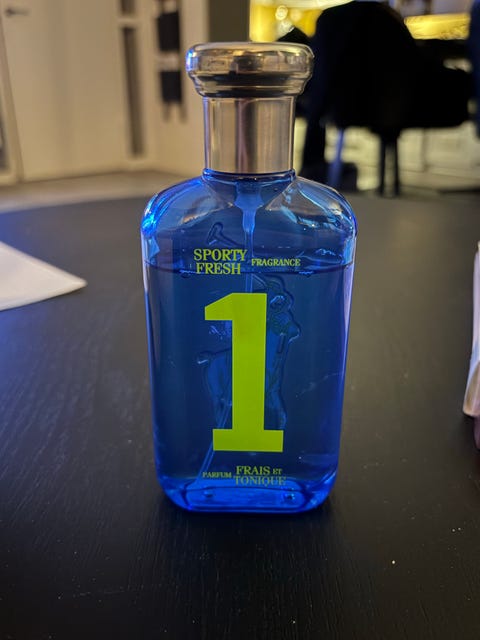 SPORTY
FRESH FRAGRANCE
1
PARFUM FRAIS ET
TONIQUE